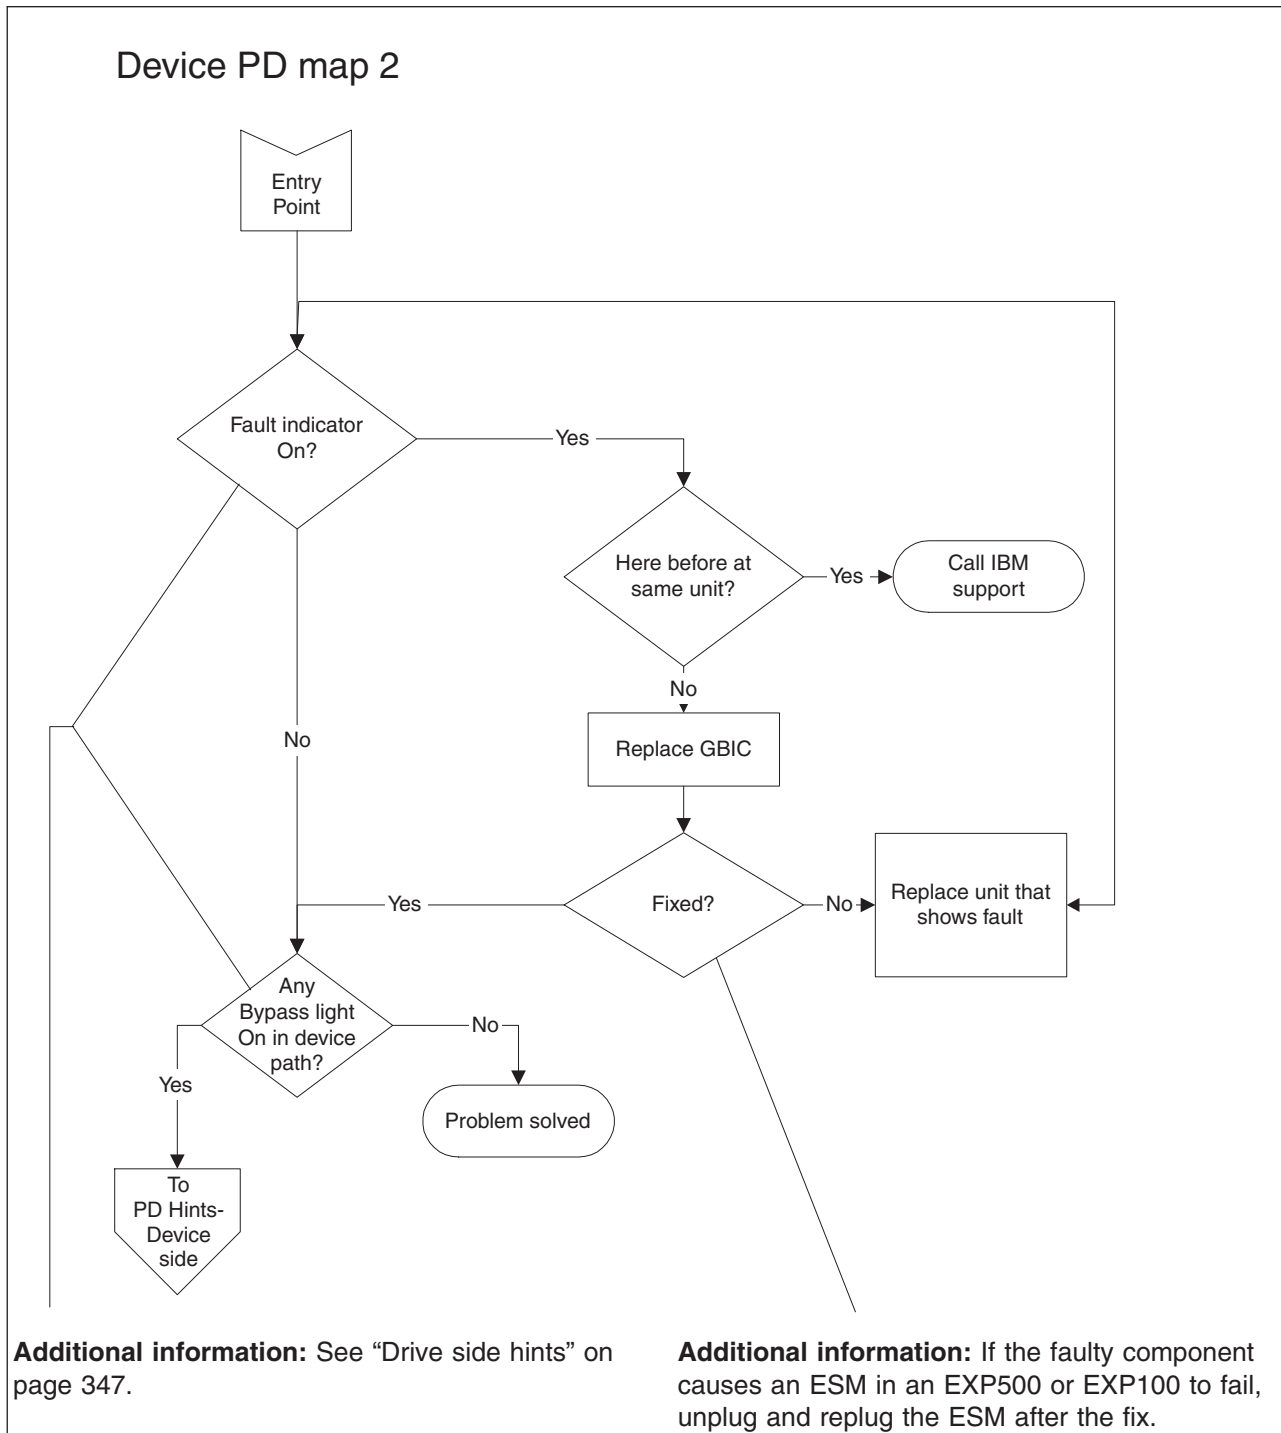 Device PD map 2
Entry
Point
Fault indicator
On?
Yes
Here before at
same unit?
Yes
Call IBM
support
No
No
Replace GBIC
Yes
Fixed?
No
Replace unit that
shows fault
Any
Bypass light
On in device
path?
No
Yes
Problem solved
To
PD Hints-
Device
side
Additional information: See “Drive side hints” on
page 347.
Additional information: If the faulty component
causes an ESM in an EXP500 or EXP100 to fail,
unplug and replug the ESM after the fix.